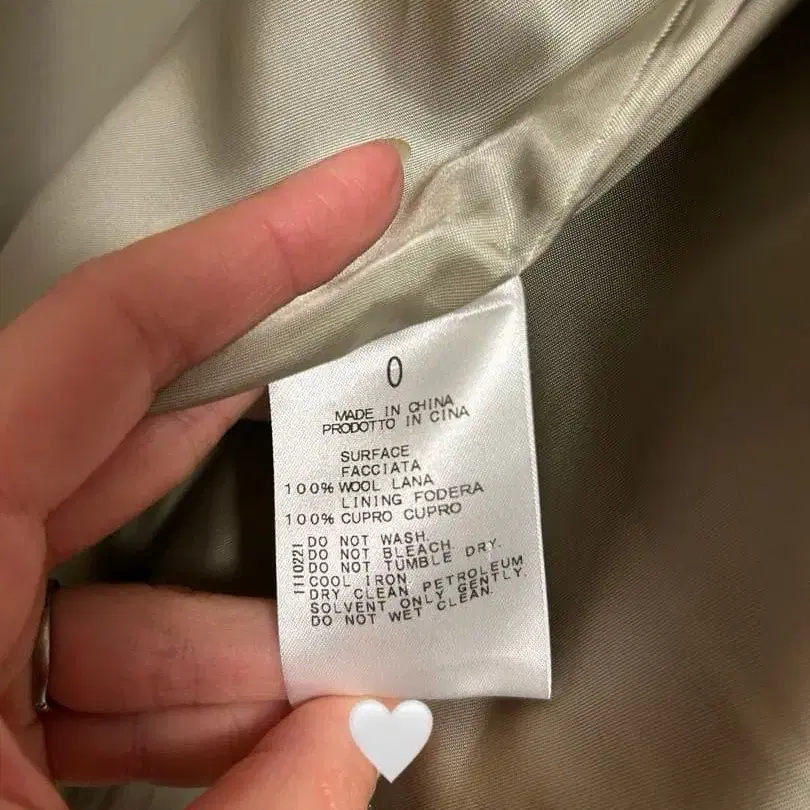 0
MADE IN CHINA
PRODOTTO IN CINA
SURFACE
FACCIATA
100% WOOL LANA
LINING FODERA
100% CUPRO CUPRO
DO NOT WASH.
DO NOT BLEACH.
DO NOT TUMBLE DRY.
COOL IRON
DRY CLEAN PETROLEUM
SOLVENT ONLY GENTLY.
DO NOT WET CLEAN.
1110221